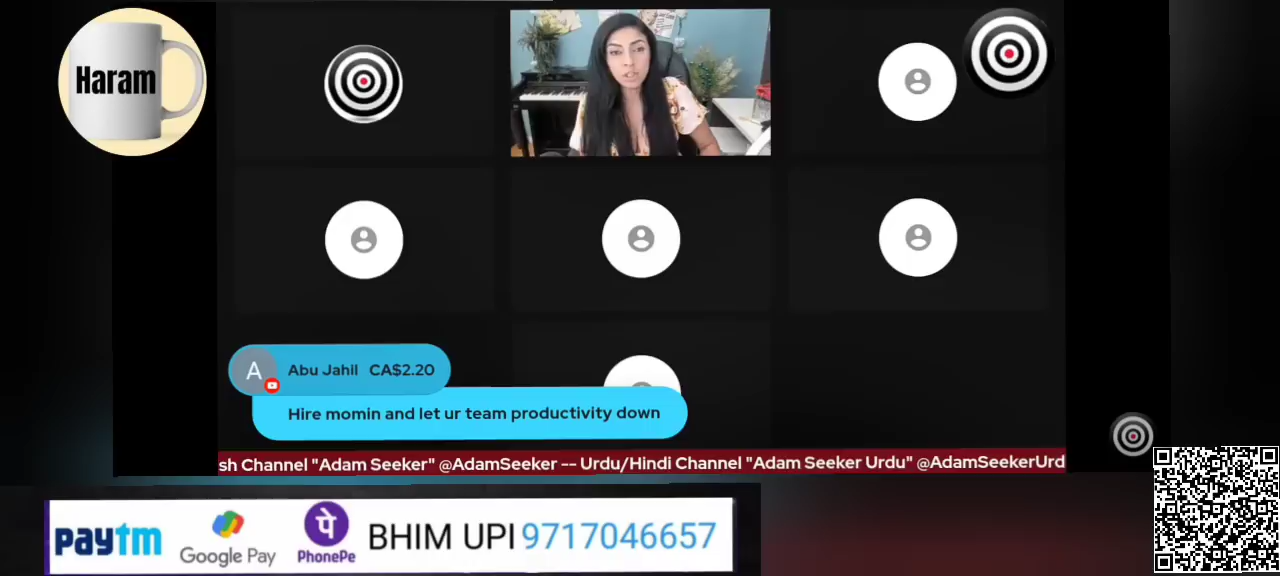 Haram
A
Abu Jahil CA$2.20
Hire momin and let ur team productivity down
sh Channel "Adam Seeker" @AdamSeeker -- Urdu/Hindi Channel "Adam Seeker Urdu" @AdamSeekerUrd
paytm
Google Pay
पे
PhonePe
BHIM UPI 9717046657